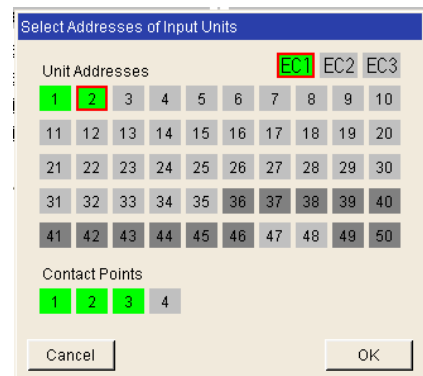 Select Addresses of Input Units
Unit Addresses EC1 EC2 EC3
1 2 3 4 5 6 7 8 9 10
11 12 13 14 15 16 17 18 19 20
21 22 23 24 25 26 27 28 29 30
31 32 33 34 35 36 37 38 39 40
41 42 43 44 45 46 47 48 49 50
Contact Points
1 2 3 4
Cancel OK